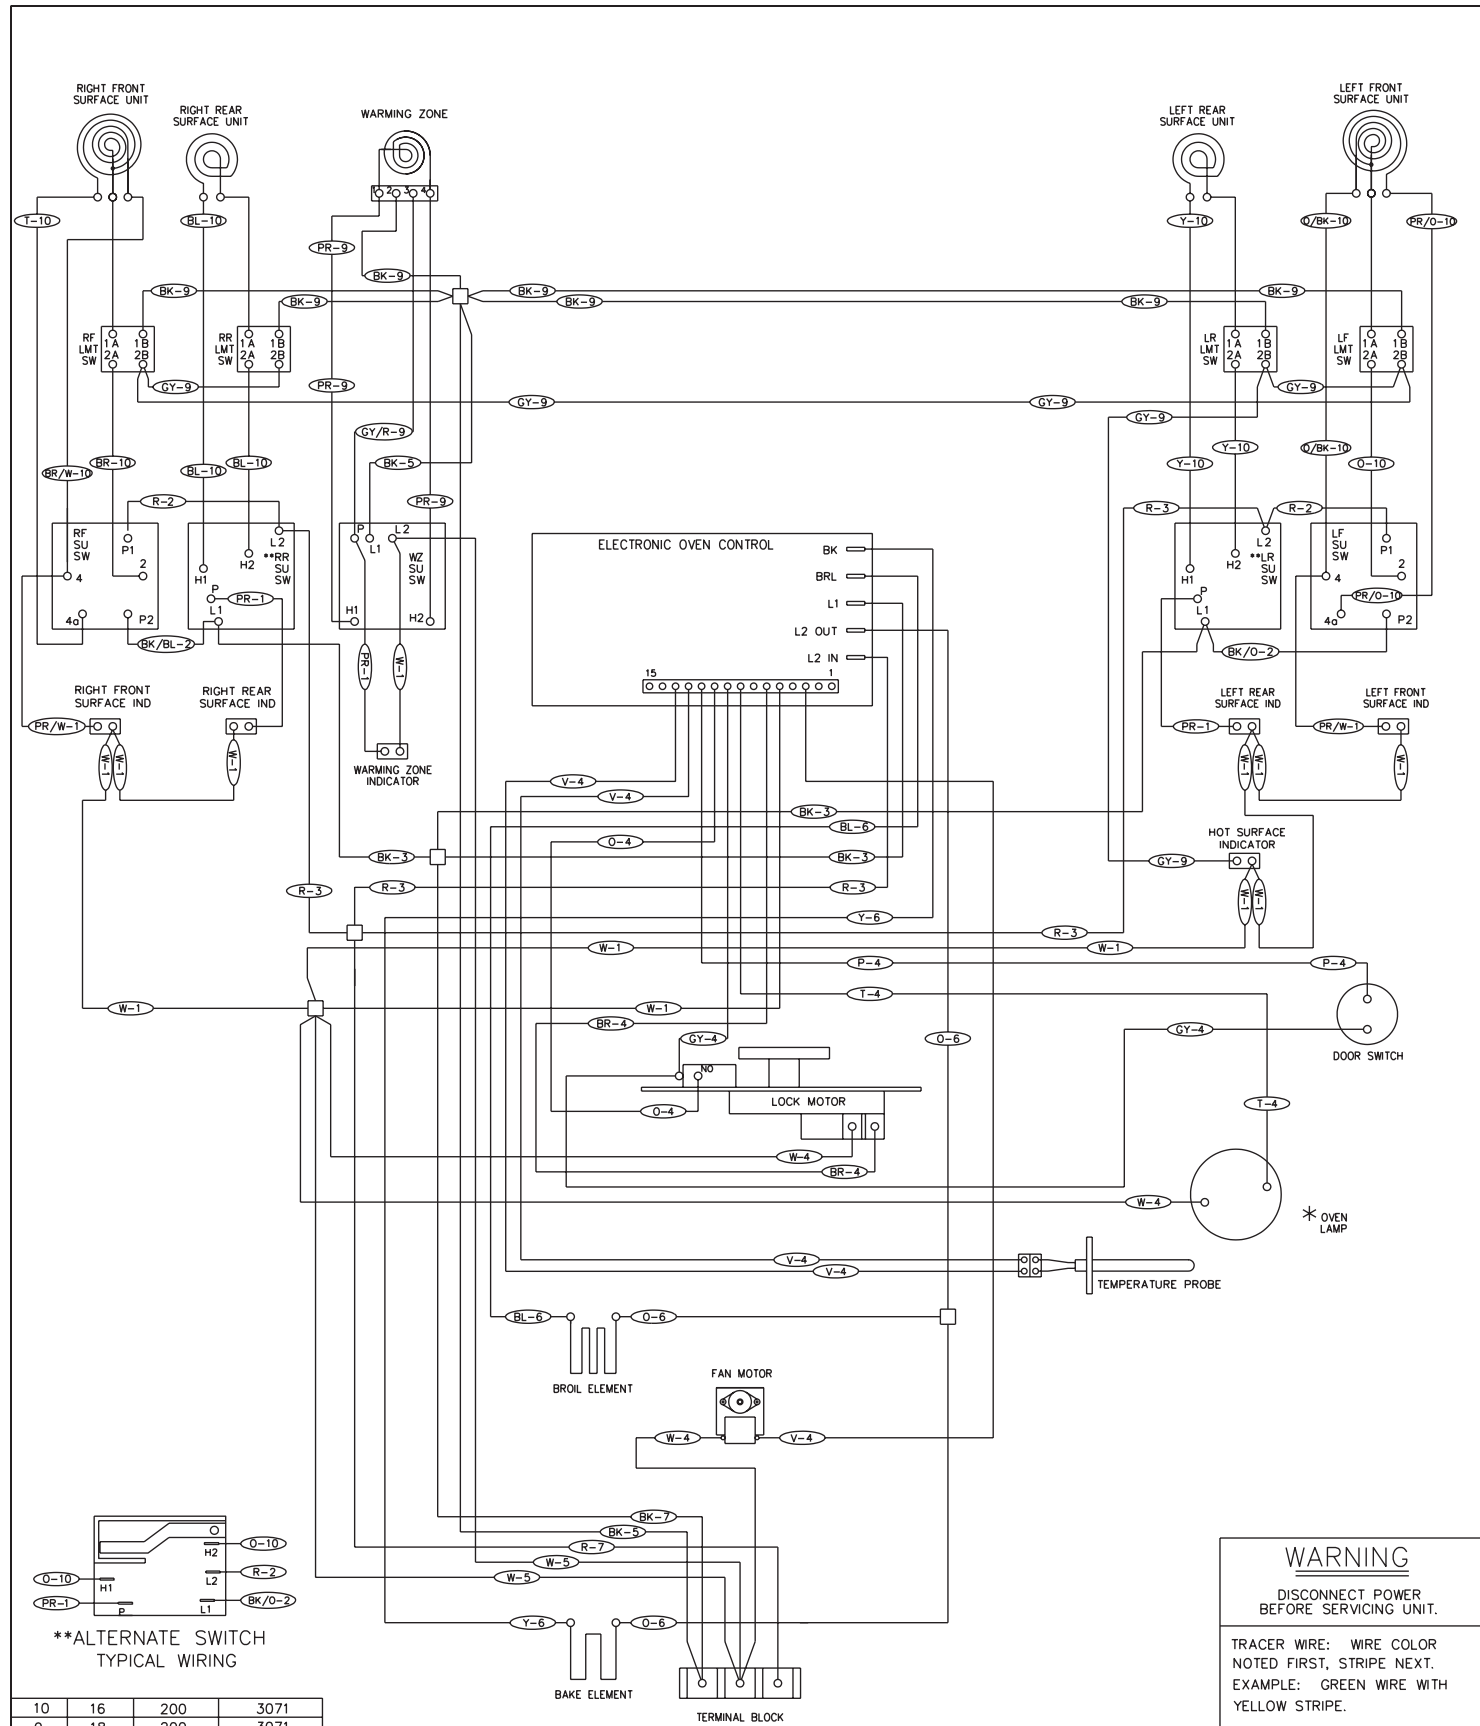 RIGHT FRONT
SURFACE UNIT
RIGHT REAR
SURFACE UNIT
WARMING ZONE
LEFT REAR
SURFACE UNIT
LEFT FRONT
SURFACE UNIT
1 2 3 4
T-10
BL-10
PR-9
Y-10
O/BK-10
PR/O-10
BK-9
BK-9
BK-9
BK-9
BK-9
BK-9
BK-9
RF
LMT
SW
1A 1B
2A 2B
RR
LMT
SW
1A 1B
2A 2B
LR
LMT
SW
1A 1B
2A 2B
LF
LMT
SW
1A 1B
2A 2B
GY-9
PR-9
GY-9
GY-9
GY-9
GY-9
GY/R-9
BR/W-10
BR-10
BL-10
BL-10
BK-5
PR-9
Y-10
Y-10
O/BK-10
O-10
R-2
R-3
R-2
RF
SU
SW
P1
2
4
4a
P2
L2
H2
**RR
SU
SW
H1
P
PR-1
L1
BK/BL-2
P
L1
L2
WZ
SU
SW
H1
H2
PR-1
W-1
ELECTRONIC OVEN CONTROL
BK
BRL
L1
L2 OUT
L2 IN
15
1
L2
H2
**LR
SU
SW
H1
P
L1
LF
SU
SW
P1
2
4
PR/O-10
4a
P2
BK/O-2
RIGHT FRONT
SURFACE IND
RIGHT REAR
SURFACE IND
PR/W-1
W-1
W-1
W-1
WARMING ZONE
INDICATOR
LEFT REAR
SURFACE IND
LEFT FRONT
SURFACE IND
PR-1
PR/W-1
W-1
W-1
W-1
V-4
V-4
BK-3
BL-6
O-4
BK-3
BK-3
HOT SURFACE
INDICATOR
GY-9
W-1
W-1
R-3
R-3
R-3
Y-6
R-3
W-1
W-1
P-4
P-4
T-4
W-1
W-1
BR-4
GY-4
O-6
GY-4
DOOR SWITCH
NO
LOCK MOTOR
O-4
T-4
W-4
BR-4
W-4
* OVEN
LAMP
V-4
V-4
TEMPERATURE PROBE
BL-6
O-6
BROIL ELEMENT
FAN MOTOR
W-4
V-4
BK-7
BK-5
R-7
W-5
W-5
Y-6
O-6
BAKE ELEMENT
TERMINAL BLOCK
O-10
H2
R-2
L2
O-10
H1
PR-1
P
L1
BK/O-2
**ALTERNATE SWITCH
TYPICAL WIRING
WARNING
DISCONNECT POWER
BEFORE SERVICING UNIT.
TRACER WIRE: WIRE COLOR
NOTED FIRST, STRIPE NEXT.
EXAMPLE: GREEN WIRE WITH
YELLOW STRIPE.
10 16 200 3071